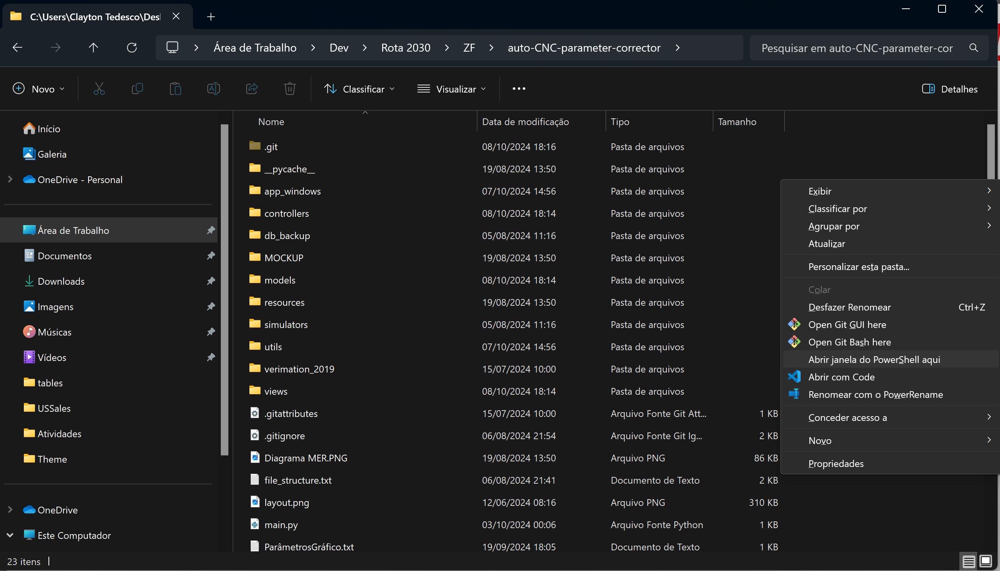 C:\Users\Clayton Tedesco\Des
Área de Trabalho
Dev
Rota 2030
ZF
auto-CNC-parameter-corrector
Pesquisar em auto-CNC-parameter-cor
Novo
Classificar
Visualizar
Detalhes
Início
Galeria
OneDrive - Personal
Área de Trabalho
Documentos
Downloads
Imagens
Músicas
Vídeos
tables
USSales
Atividades
Theme
OneDrive
Este Computador
Nome Data de modificação Tipo Tamanho
.git 08/10/2024 18:16 Pasta de arquivos
__pycache__ 19/08/2024 13:50 Pasta de arquivos
app_windows 07/10/2024 14:56 Pasta de arquivos
controllers 08/10/2024 18:14 Pasta de arquivos
db_backup 05/08/2024 11:16 Pasta de arquivos
MOCKUP 19/08/2024 13:50 Pasta de arquivos
models 08/10/2024 18:14 Pasta de arquivos
resources 19/08/2024 13:50 Pasta de arquivos
simulators 05/08/2024 11:16 Pasta de arquivos
utils 07/10/2024 14:56 Pasta de arquivos
verimation_2019 15/07/2024 10:00 Pasta de arquivos
views 08/10/2024 18:14 Pasta de arquivos
.gitattributes 15/07/2024 10:00 Arquivo Fonte Git Att... 1 KB
.gitignore 06/08/2024 21:54 Arquivo Fonte Git Ig... 2 KB
Diagrama MER.PNG 19/08/2024 13:50 Arquivo PNG 86 KB
file_structure.txt 06/08/2024 21:41 Documento de Texto 2 KB
layout.png 12/06/2024 08:16 Arquivo PNG 310 KB
main.py 03/10/2024 00:06 Arquivo Fonte Python 1 KB
ParâmetrosGráfico.txt 19/09/2024 18:05 Documento de Texto 1 KB
Exibir
Classificar por
Agrupar por
Atualizar
Personalizar esta pasta...
Colar
Desfazer Renomear Ctrl+Z
Open Git GUI here
Open Git Bash here
Abrir janela do PowerShell aqui
Abrir com Code
Renomear com o PowerRename
Conceder acesso a
Novo
Propriedades
23 itens